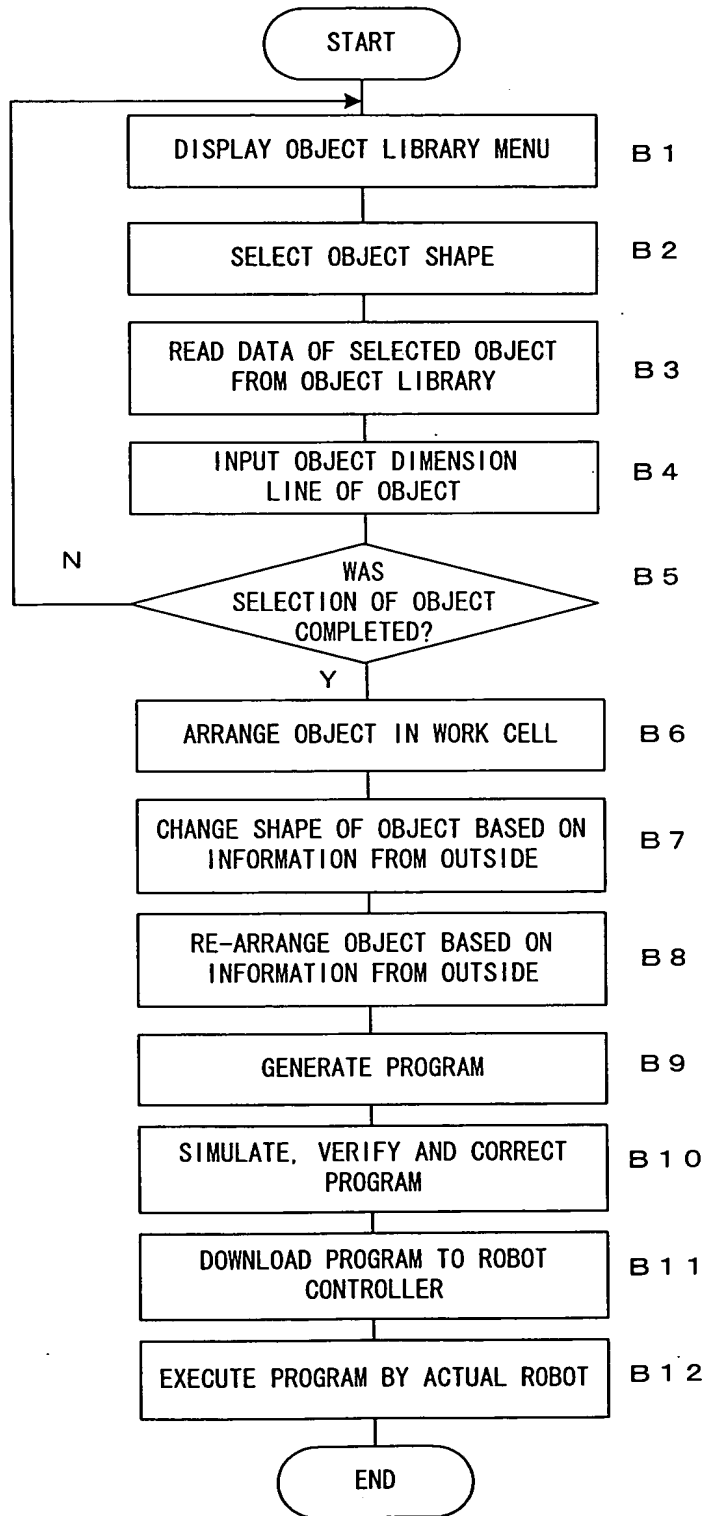 START
DISPLAY OBJECT LIBRARY MENU
B 1
SELECT OBJECT SHAPE
B 2
READ DATA OF SELECTED OBJECT
FROM OBJECT LIBRARY
B 3
INPUT OBJECT DIMENSION
LINE OF OBJECT
B 4
N
WAS
SELECTION OF OBJECT
COMPLETED?
B 5
Y
ARRANGE OBJECT IN WORK CELL
B 6
CHANGE SHAPE OF OBJECT BASED ON
INFORMATION FROM OUTSIDE
B 7
RE-ARRANGE OBJECT BASED ON
INFORMATION FROM OUTSIDE
B 8
GENERATE PROGRAM
B 9
SIMULATE, VERIFY AND CORRECT
PROGRAM
B 1 0
DOWNLOAD PROGRAM TO ROBOT
CONTROLLER
B 1 1
EXECUTE PROGRAM BY ACTUAL ROBOT
B 1 2
END